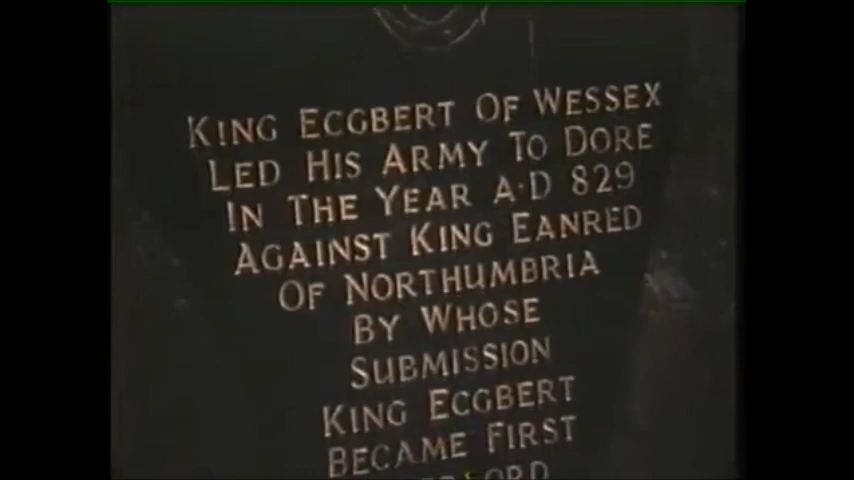 KING ECGBERT OF WESSEX
LED HIS ARMY TO DORE
IN THE YEAR A·D 829
AGAINST KING EANRED
OF NORTHUMBRIA
BY WHOSE
SUBMISSION
KING ECGBERT
BECAME FIRST